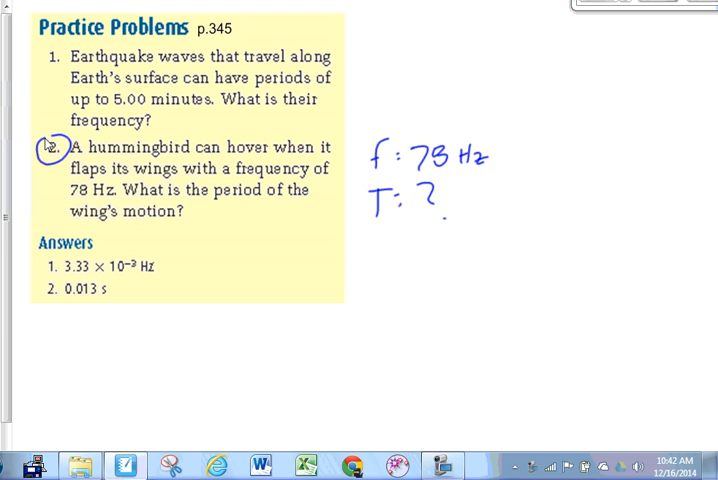 Practice Problems p.345
1. Earthquake waves that travel along
Earth's surface can have periods of
up to 5.00 minutes. What is their
frequency?
2. A hummingbird can hover when it
flaps its wings with a frequency of
78 Hz. What is the period of the
wing's motion?
Answers
1. 3.33 × 10⁻³ Hz
2. 0.013 s
f : 78 Hz
T : ?
10:42 AM
12/16/2014